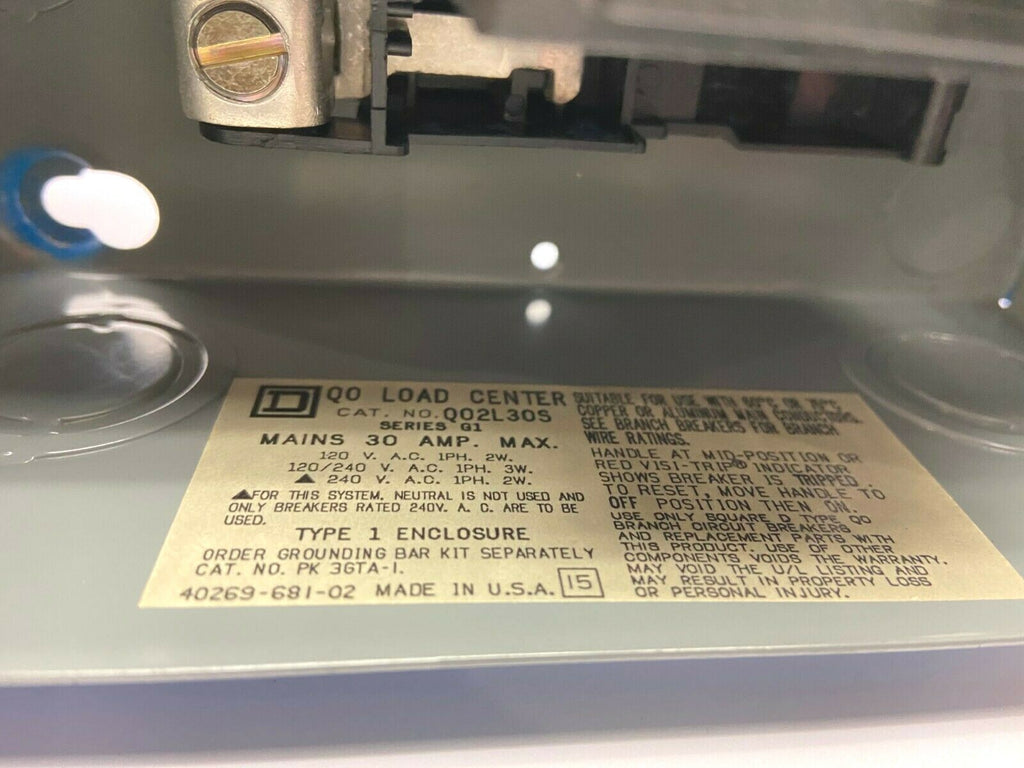 D QO LOAD CENTER
CAT. NO. QO2L30S
SERIES G1
MAINS 30 AMP. MAX.
120 V. A.C. 1PH. 2W.
120/240 V. A.C. 1PH. 3W.
▲ 240 V. A.C. 1PH. 2W.
▲FOR THIS SYSTEM, NEUTRAL IS NOT USED AND
ONLY BREAKERS RATED 240V. A. C. ARE TO BE
USED.
TYPE 1 ENCLOSURE
ORDER GROUNDING BAR KIT SEPARATELY
CAT. NO. PK 3GTA-1.
40269-681-02 MADE IN U.S.A. 15
SUITABLE FOR USE WITH 60°C OR 75°C
COPPER OR ALUMINUM MAIN CONDUCTORS.
SEE BRANCH BREAKERS FOR BRANCH
WIRE RATINGS.
HANDLE AT MID-POSITION OR
RED VISI-TRIP® INDICATOR
SHOWS BREAKER IS TRIPPED.
TO RESET, MOVE HANDLE TO
OFF POSITION THEN ON.
USE ONLY SQUARE D TYPE QO
BRANCH CIRCUIT BREAKERS
AND REPLACEMENT PARTS WITH
THIS PRODUCT. USE OF OTHER
COMPONENTS VOIDS THE WARRANTY,
MAY VOID THE U/L LISTING AND
MAY RESULT IN PROPERTY LOSS
OR PERSONAL INJURY.